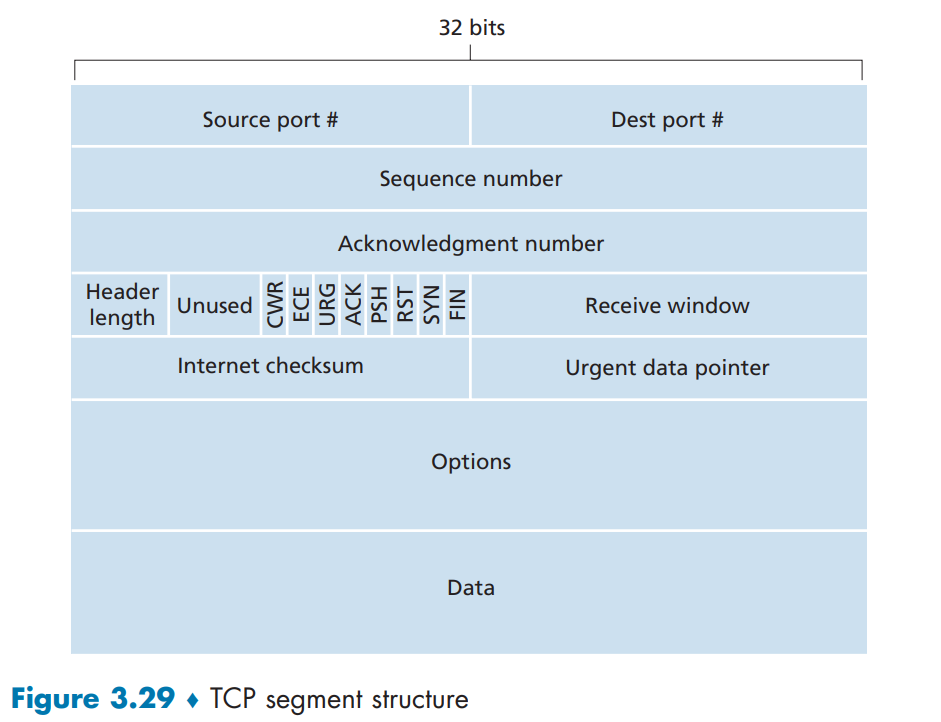 32 bits
Source port #
Dest port #
Sequence number
Acknowledgment number
Header
length
Unused
CWR
ECE
URG
ACK
PSH
RST
SYN
FIN
Receive window
Internet checksum
Urgent data pointer
Options
Data
Figure 3.29 ♦ TCP segment structure